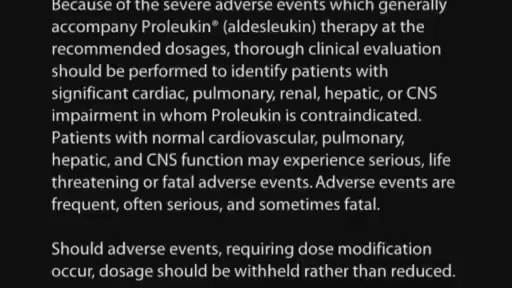 Because of the severe adverse events which generally
accompany Proleukin® (aldesleukin) therapy at the
recommended dosages, thorough clinical evaluation
should be performed to identify patients with
significant cardiac, pulmonary, renal, hepatic, or CNS
impairment in whom Proleukin is contraindicated.
Patients with normal cardiovascular, pulmonary,
hepatic, and CNS function may experience serious, life
threatening or fatal adverse events. Adverse events are
frequent, often serious, and sometimes fatal.
Should adverse events, requiring dose modification
occur, dosage should be withheld rather than reduced.